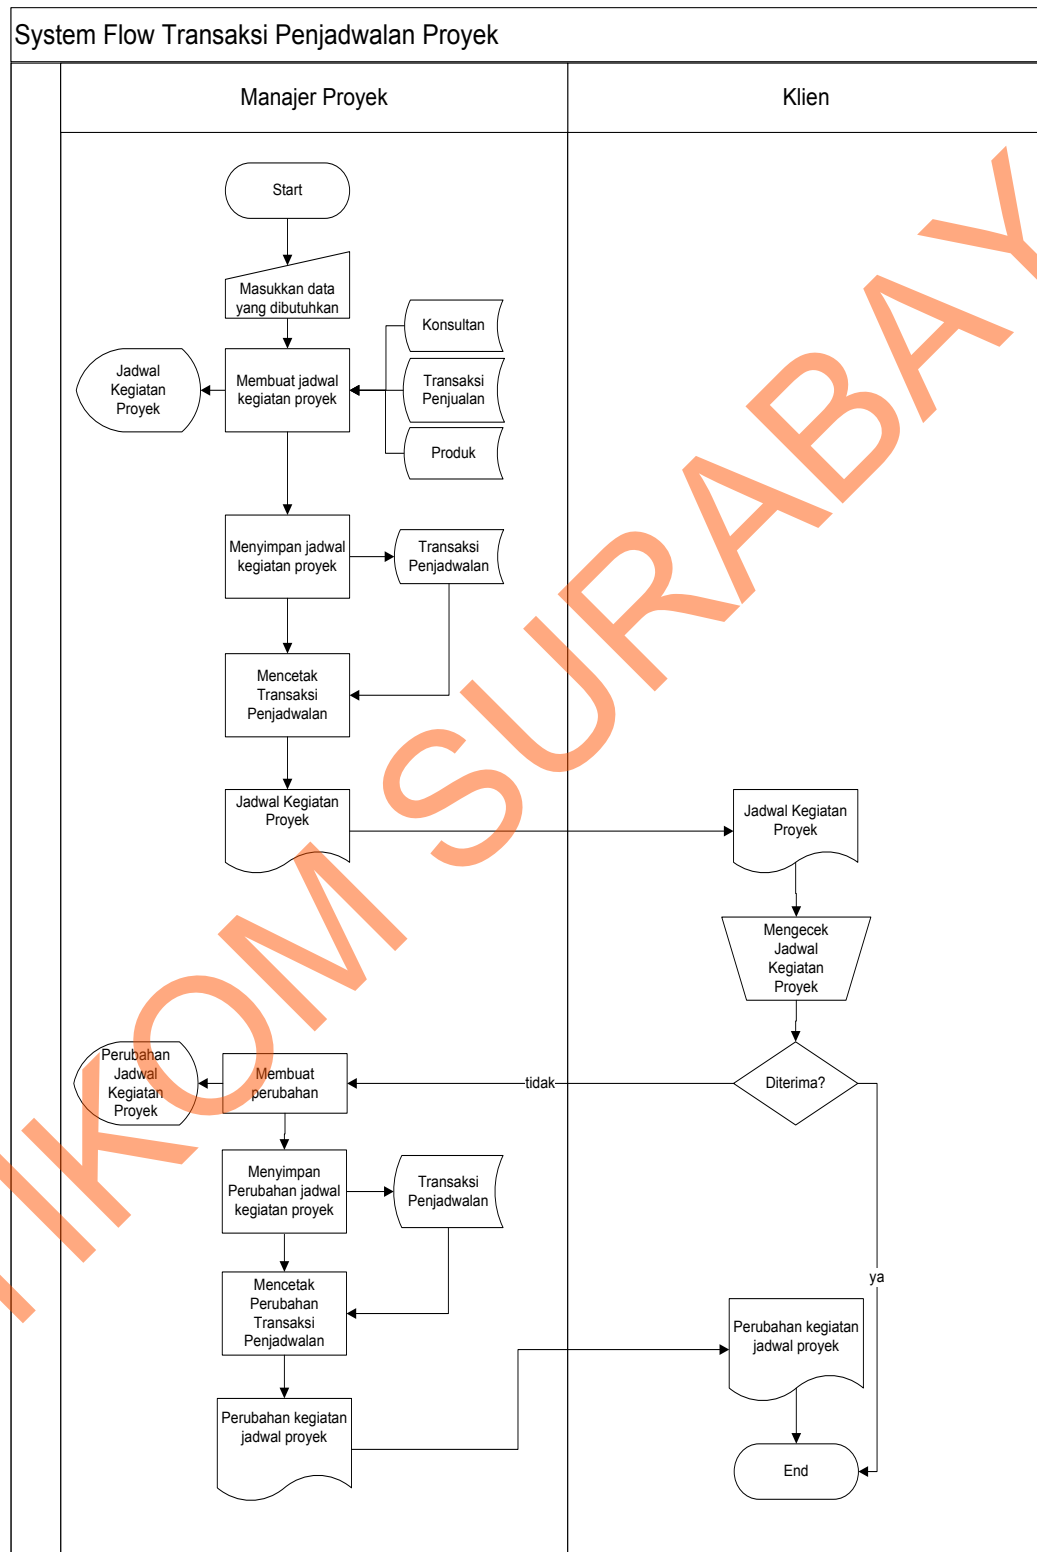 System Flow Transaksi Penjadwalan Proyek
Manajer Proyek
Klien
Start
Masukkan data
yang dibutuhkan
Konsultan
Jadwal
Kegiatan
Proyek
Membuat jadwal
kegiatan proyek
Transaksi
Penjualan
Produk
Menyimpan jadwal
kegiatan proyek
Transaksi
Penjadwalan
Mencetak
Transaksi
Penjadwalan
Jadwal Kegiatan
Proyek
Jadwal Kegiatan
Proyek
Mengecek
Jadwal
Kegiatan
Proyek
Perubahan
Jadwal
Kegiatan
Proyek
Membuat
perubahan
tidak
Diterima?
Menyimpan
Perubahan jadwal
kegiatan proyek
Transaksi
Penjadwalan
ya
Mencetak
Perubahan
Transaksi
Penjadwalan
Perubahan kegiatan
jadwal proyek
Perubahan kegiatan
jadwal proyek
End
IKOM SURABAY